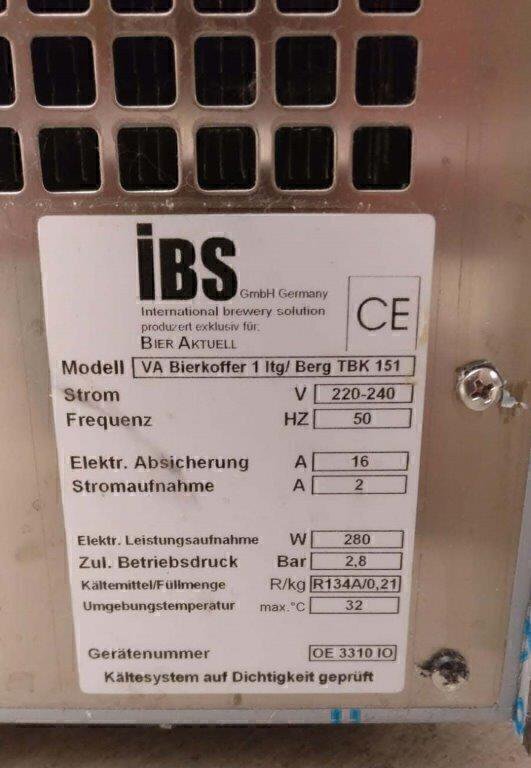 iBS GmbH Germany
International brewery solution
produziert exklusiv für:
BIER AKTUELL
CE
Modell VA Bierkoffer 1 ltg/ Berg TBK 151
Strom V 220-240
Frequenz HZ 50
Elektr. Absicherung A 16
Stromaufnahme A 2
Elektr. Leistungsaufnahme W 280
Zul. Betriebsdruck Bar 2,8
Kältemittel/Füllmenge R/kg R134A/0,21
Umgebungstemperatur max.°C 32
Gerätenummer OE 3310 IO
Kältesystem auf Dichtigkeit geprüft